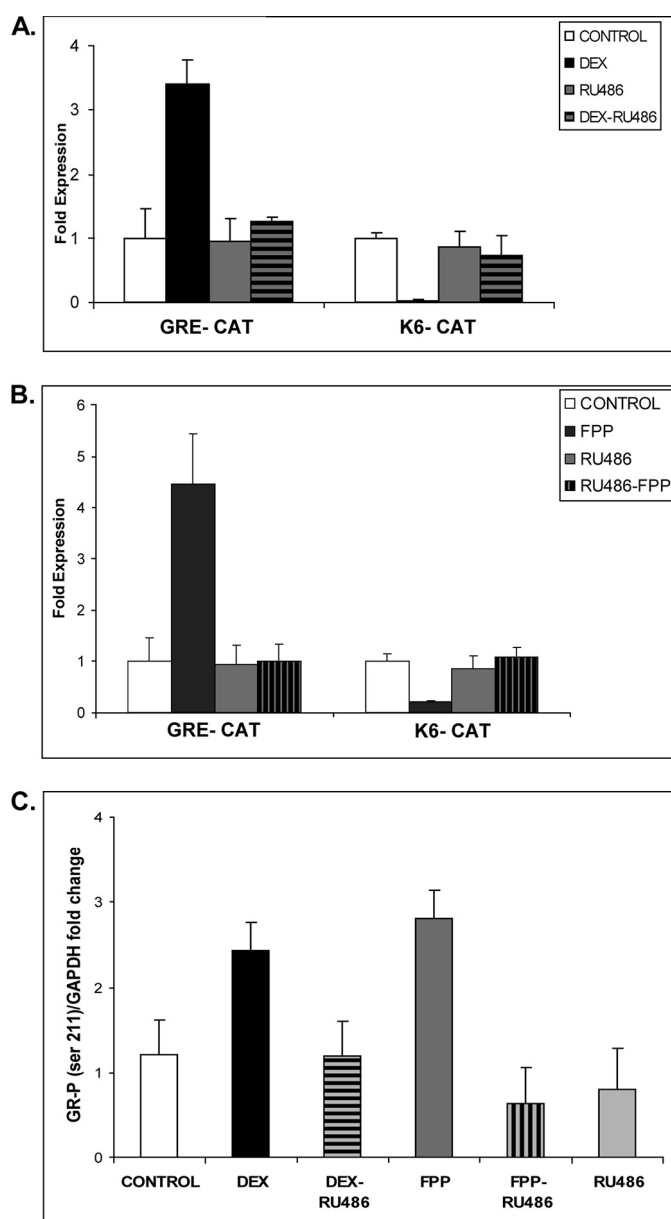 A.
4
3
2
1
0
Fold Expression
GRE- CAT
K6- CAT
CONTROL
DEX
RU486
DEX-RU486
B.
6
5
4
3
2
1
0
Fold Expression
GRE- CAT
K6- CAT
CONTROL
FPP
RU486
RU486-FPP
C.
4
3
2
1
0
GR-P (ser 211)/GAPDH fold change
CONTROL
DEX
DEX-
RU486
FPP
FPP-
RU486
RU486